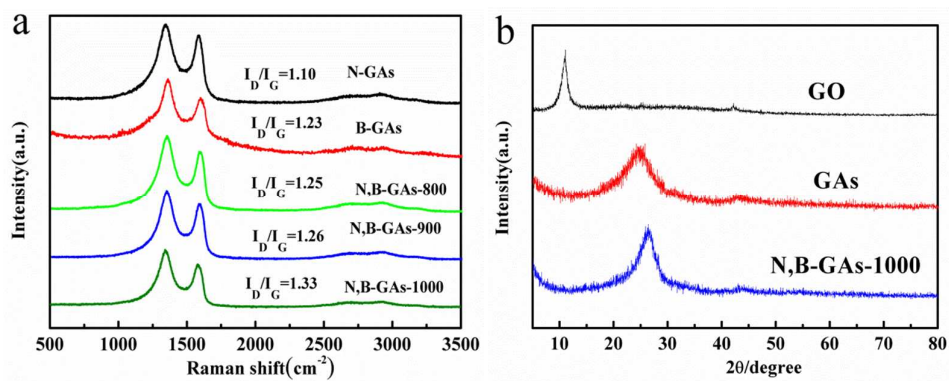 a
Intensity(a.u.)
I_D/I_G=1.10 N-GAs
I_D/I_G=1.23 B-GAs
I_D/I_G=1.25 N,B-GAs-800
I_D/I_G=1.26 N,B-GAs-900
I_D/I_G=1.33 N,B-GAs-1000
500 1000 1500 2000 2500 3000 3500
Raman shift(cm⁻²)
b
Intensity(a.u.)
GO
GAs
N,B-GAs-1000
10 20 30 40 50 60 70 80
2θ/degree